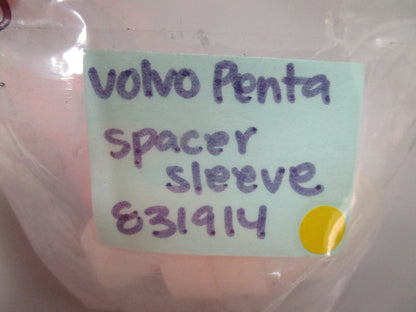 Volvo Penta
spacer
sleeve
831914